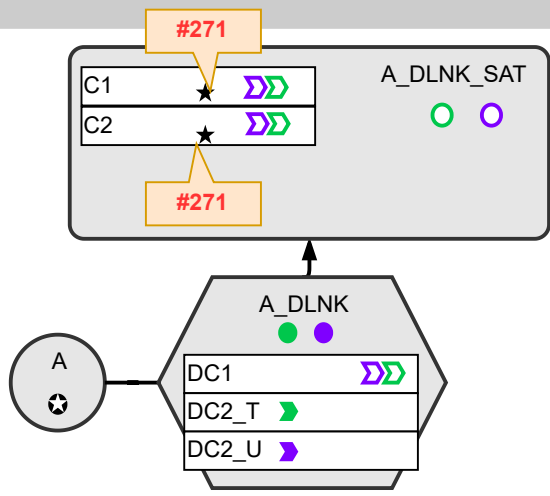 #271
C1
A_DLNK_SAT
C2
#271
A_DLNK
A
DC1
DC2_T
DC2_U